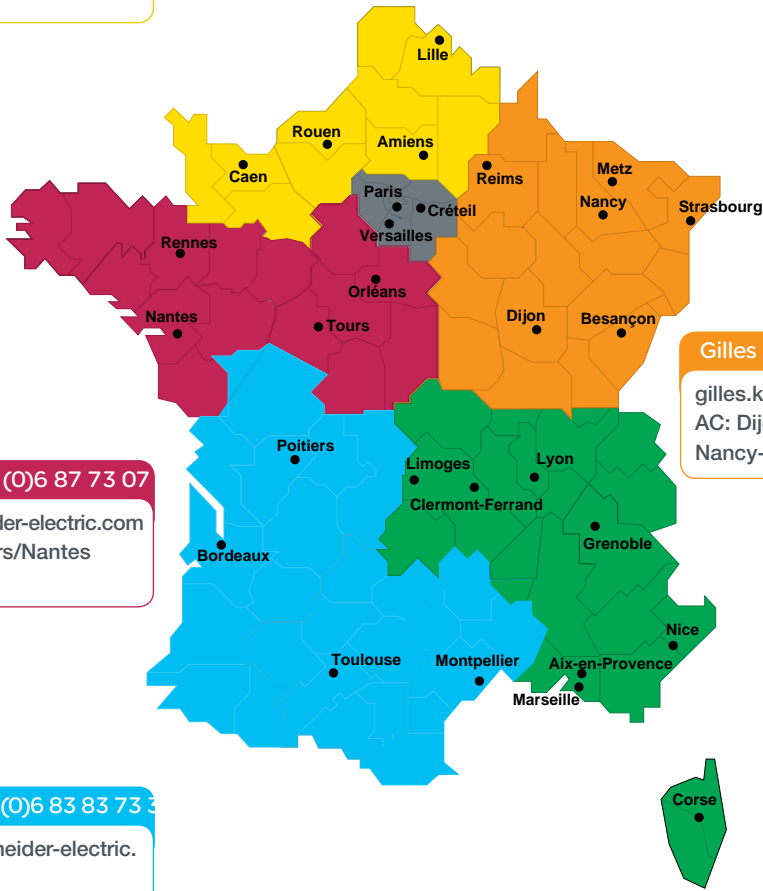 Lille
Rouen
Amiens
Caen
Reims
Metz
Paris
Créteil
Nancy
Strasbourg
Versailles
Rennes
Orléans
Nantes
Tours
Dijon
Besançon
Gilles
gilles.k
AC: Dij
Nancy-
Poitiers
Limoges
Lyon
Clermont-Ferrand
(0)6 87 73 07
der-electric.com
rs/Nantes
Bordeaux
Grenoble
Nice
Toulouse
Montpellier
Aix-en-Provence
Marseille
(0)6 83 83 73 3
neider-electric.
Corse